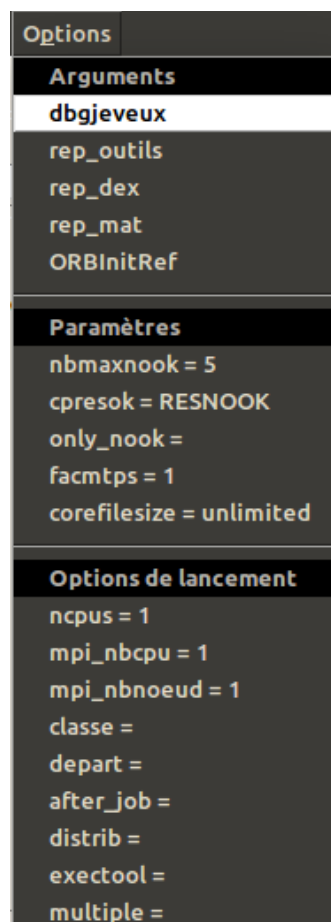 Options
Arguments
dbgjeveux
rep_outils
rep_dex
rep_mat
ORBInitRef
Paramètres
nbmaxnook = 5
cpresok = RESNOOK
only_nook =
facmtps = 1
corefilesize = unlimited
Options de lancement
ncpus = 1
mpi_nbcpu = 1
mpi_nbnoeud = 1
classe =
depart =
after_job =
distrib =
exectool =
multiple =